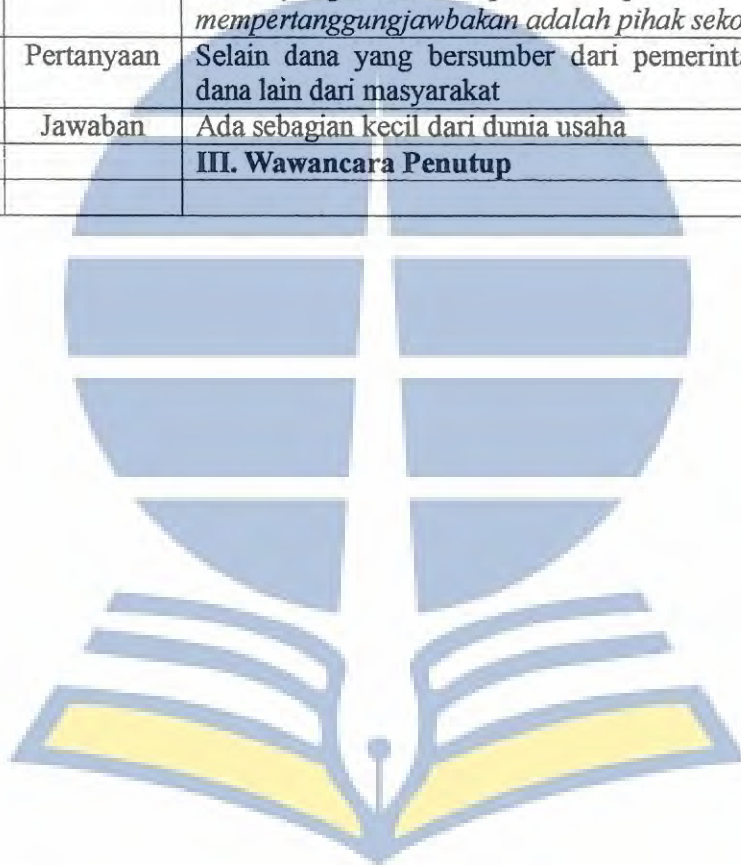 mempertanggungjawbakan adalah pihak seko
Pertanyaan Selain dana yang bersumber dari pemerinta
dana lain dari masyarakat
Jawaban Ada sebagian kecil dari dunia usaha
III. Wawancara Penutup